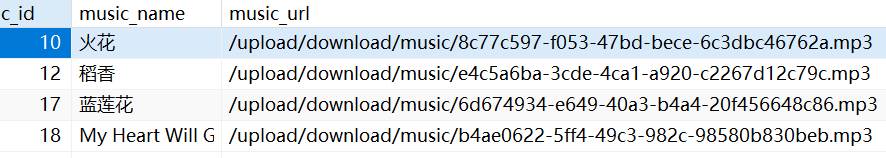 c_id music_name music_url
10 火花 /upload/download/music/8c77c597-f053-47bd-bece-6c3dbc46762a.mp3
12 稻香 /upload/download/music/e4c5a6ba-3cde-4ca1-a920-c2267d12c79c.mp3
17 蓝莲花 /upload/download/music/6d674934-e649-40a3-b4a4-20f456648c86.mp3
18 My Heart Will G /upload/download/music/b4ae0622-5ff4-49c3-982c-98580b830beb.mp3